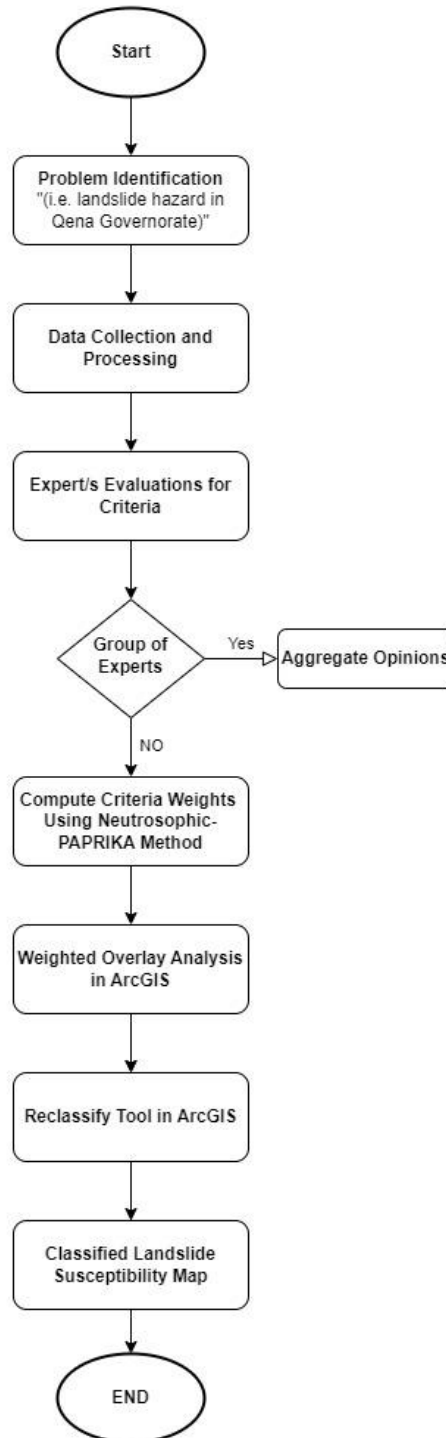 Start
Problem Identification
"(i.e. landslide hazard in
Qena Governorate)"
Data Collection and
Processing
Expert/s Evaluations for
Criteria
Group of
Experts
Yes
Aggregate Opinions
NO
Compute Criteria Weights
Using Neutrosophic-
PAPRIKA Method
Weighted Overlay Analysis
in ArcGIS
Reclassify Tool in ArcGIS
Classified Landslide
Susceptibility Map
END